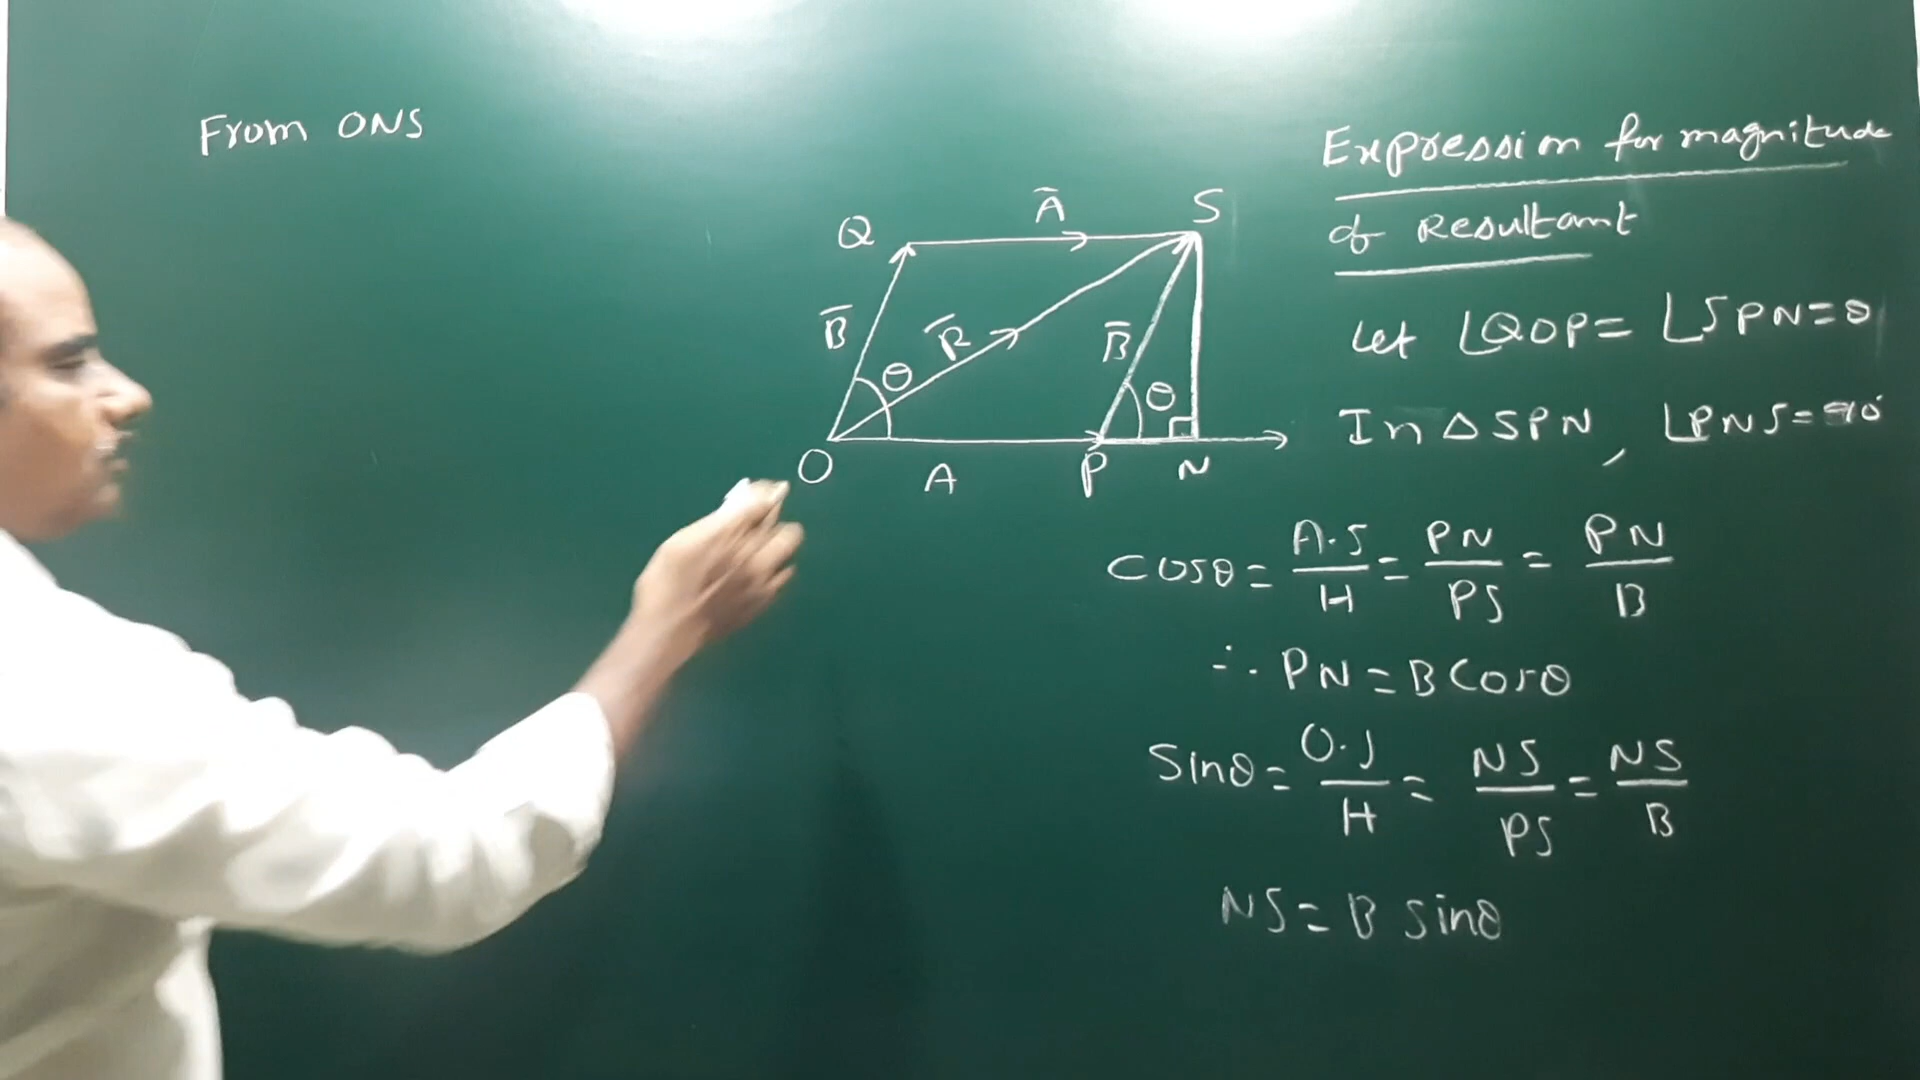 From ONS
Q
A̅
S
B̅
θ
R̅
B̅
θ
O
A
P
N
Expression for magnitude
of Resultant
Let ∠QOP = ∠SPN = θ
In △SPN, ∠PNS = 90°
Cosθ = A.S/H = PN/PS = PN/B
∴ PN = B Cosθ
Sinθ = O.S/H = NS/PS = NS/B
NS = B Sinθ